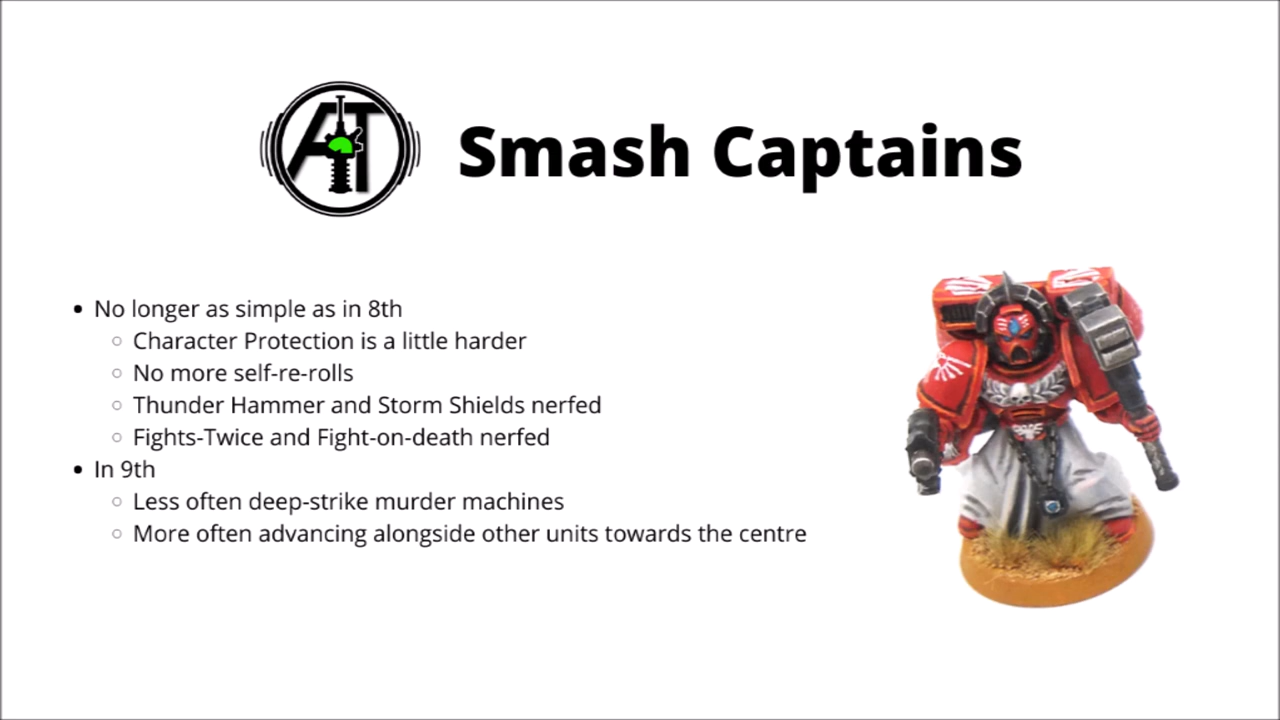 AT
Smash Captains
No longer as simple as in 8th
Character Protection is a little harder
No more self-re-rolls
Thunder Hammer and Storm Shields nerfed
Fights-Twice and Fight-on-death nerfed
In 9th
Less often deep-strike murder machines
More often advancing alongside other units towards the centre